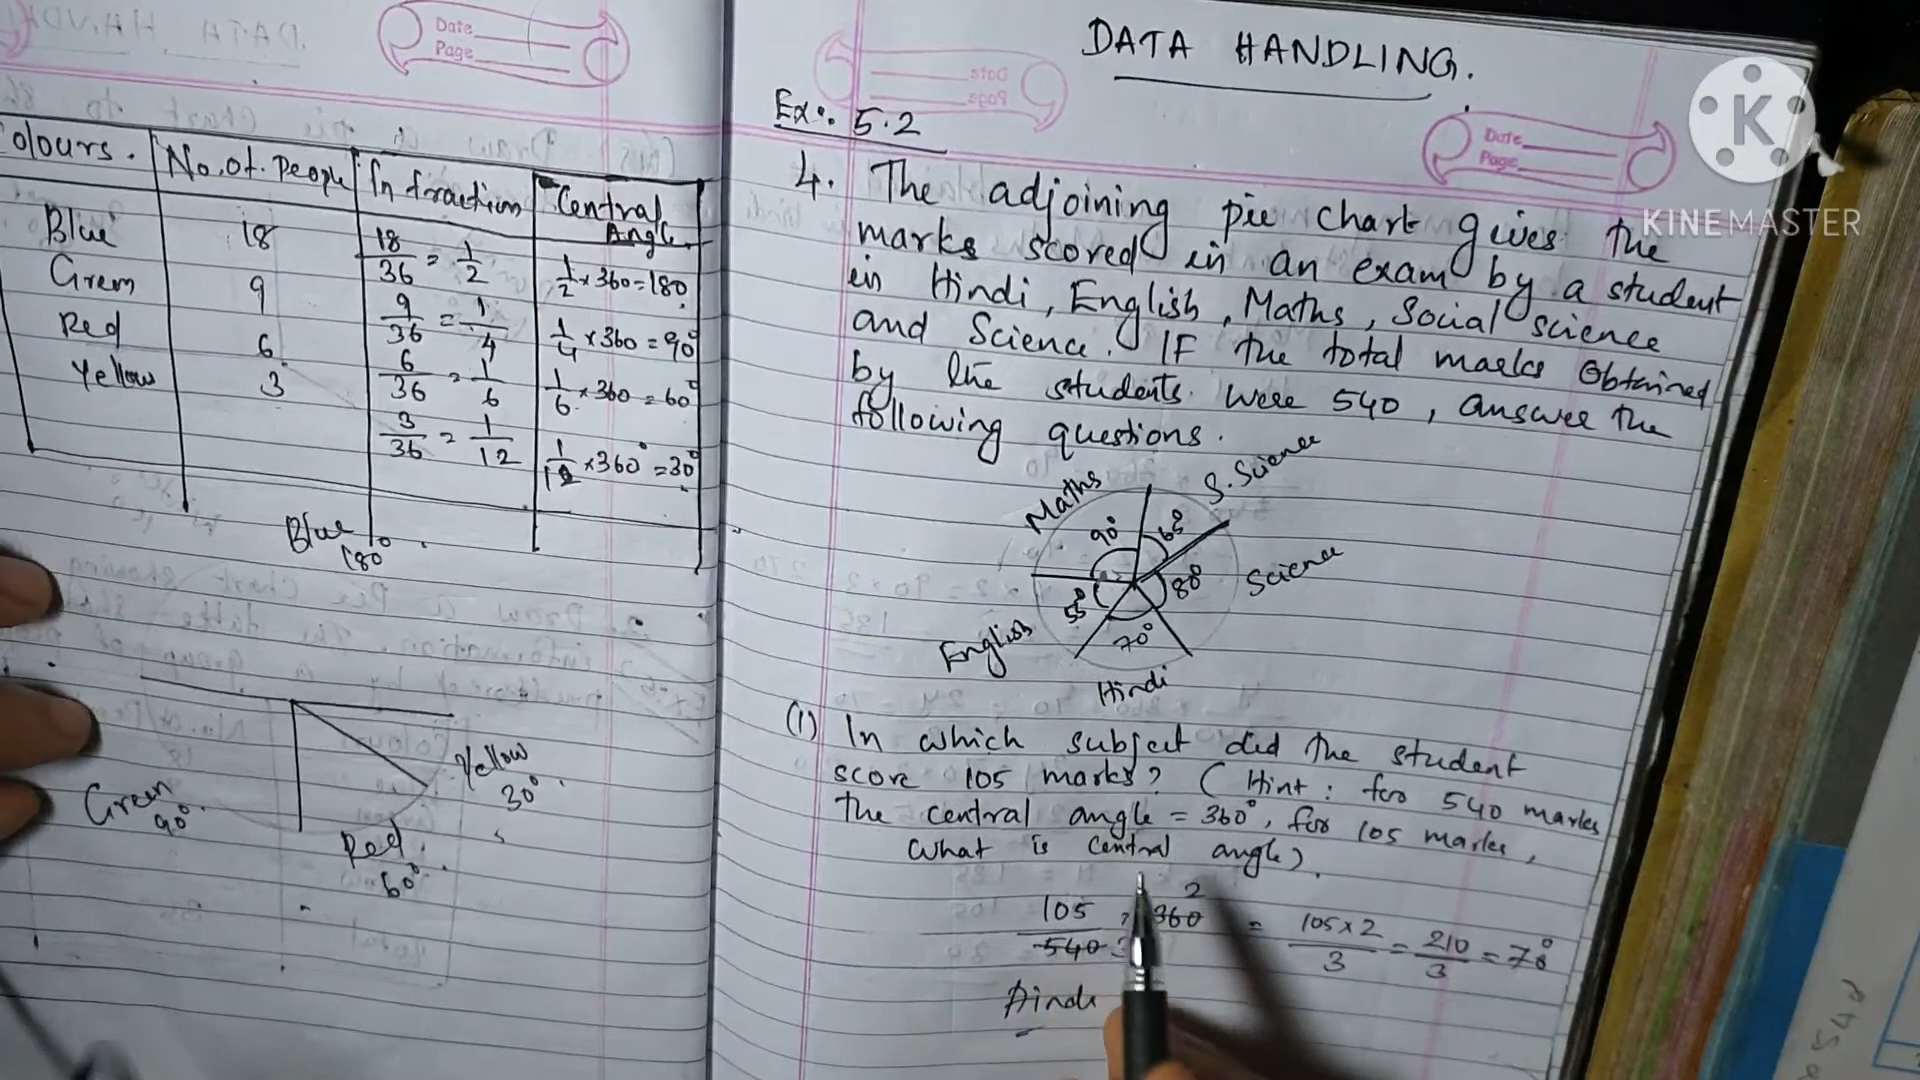 Date
Page
olours. No. of. People In fraction Central Angle.
Blue 18 18/36 = 1/2 1/2 × 360 = 180
Green 9 9/36 = 1/4 1/4 × 360 = 90°
Red 6 6/36 = 1/6 1/6 × 360 = 60°
Yellow 3 3/36 = 1/12 1/12 × 360° = 30°
Blue
180°
Green
90°
Red
60°
Yellow
30°
DATA HANDLING.
Date
Page
K
KINEMASTER
Ex:. 5.2
4. The adjoining pie chart gives the
marks scored in an exam by a student
in Hindi, English, Maths, Social science
and Science. IF the total marks Obtained
by the students were 540, answer the
following questions.
Maths
S. Science
90°
65°
Science
80°
55°
70°
English
Hindi
(1) In which subject did the student
score 105 marks? (Hint: for 540 marks
the central angle = 360°, for 105 marks,
what is central angle).
2
105/540 × 360 = 105×2/3 = 210/3 = 70°
3
Hindi